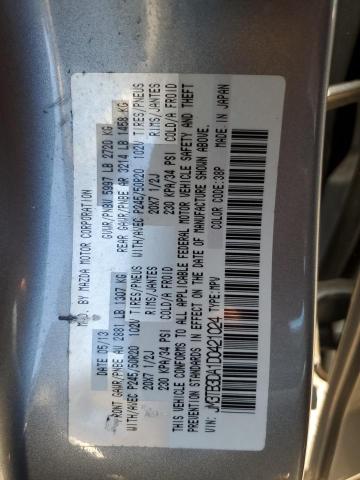 MFD. BY MAZDA MOTOR CORPORATION
DATE 05/13 GVWR/PNBV 5997 LB 2720 KG
FRONT GAWR/PNBE AV 2881 LB 1307 KG REAR GAWR/PNBE AR 3214 LB 1458 KG
WITH/AVEC P245/50R20 102V TIRES/PNEUS WITH/AVEC P245/50R20 102V TIRES/PNEUS
20X7 1/2J RIMS/JANTES 20X7 1/2J RIMS/JANTES
230 KPA/34 PSI COLD/A FROID 230 KPA/34 PSI COLD/A FROID
THIS VEHICLE CONFORMS TO ALL APPLICABLE FEDERAL MOTOR VEHICLE SAFETY AND THEFT
PREVENTION STANDARDS IN EFFECT ON THE DATE OF MANUFACTURE SHOWN ABOVE.
VIN: JM3TB3DA1D0421024 TYPE:MPV COLOR CODE:38P MADE IN JAPAN